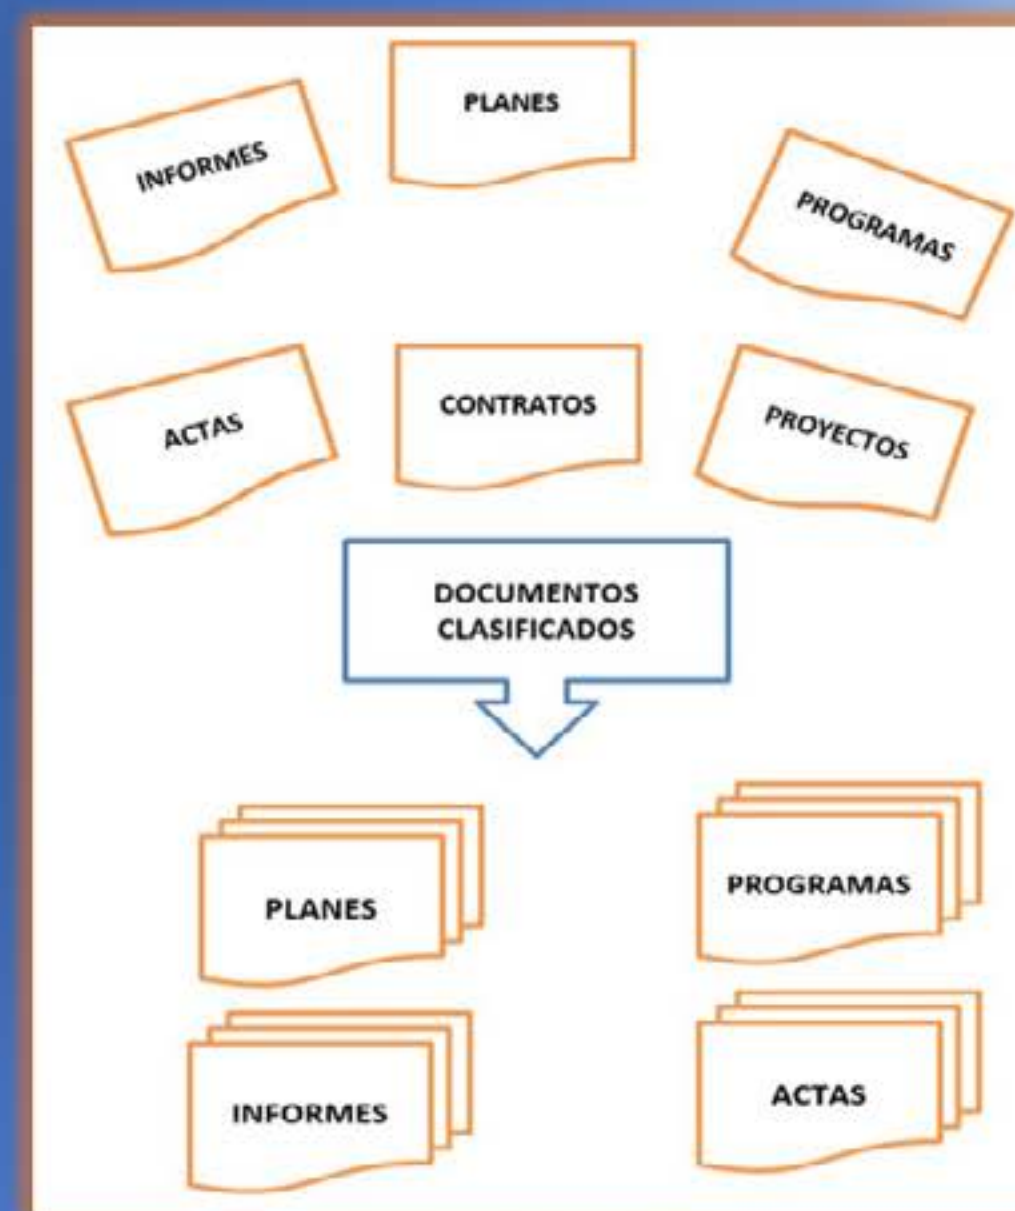 PLANES
INFORMES
PROGRAMAS
ACTAS
CONTRATOS
PROYECTOS
DOCUMENTOS
CLASIFICADOS
PLANES
PROGRAMAS
INFORMES
ACTAS